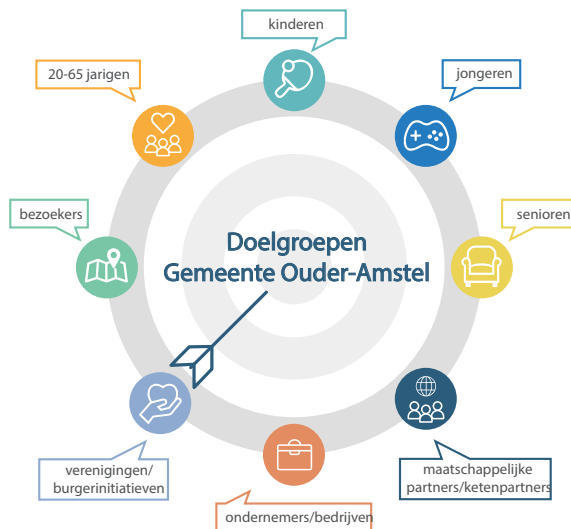 kinderen
20-65 jarigen
jongeren
bezoekers
senioren
Doelgroepen
Gemeente Ouder-Amstel
verenigingen/
burgerinitiatieven
maatschappelijke
partners/ketenpartners
ondernemers/bedrijven